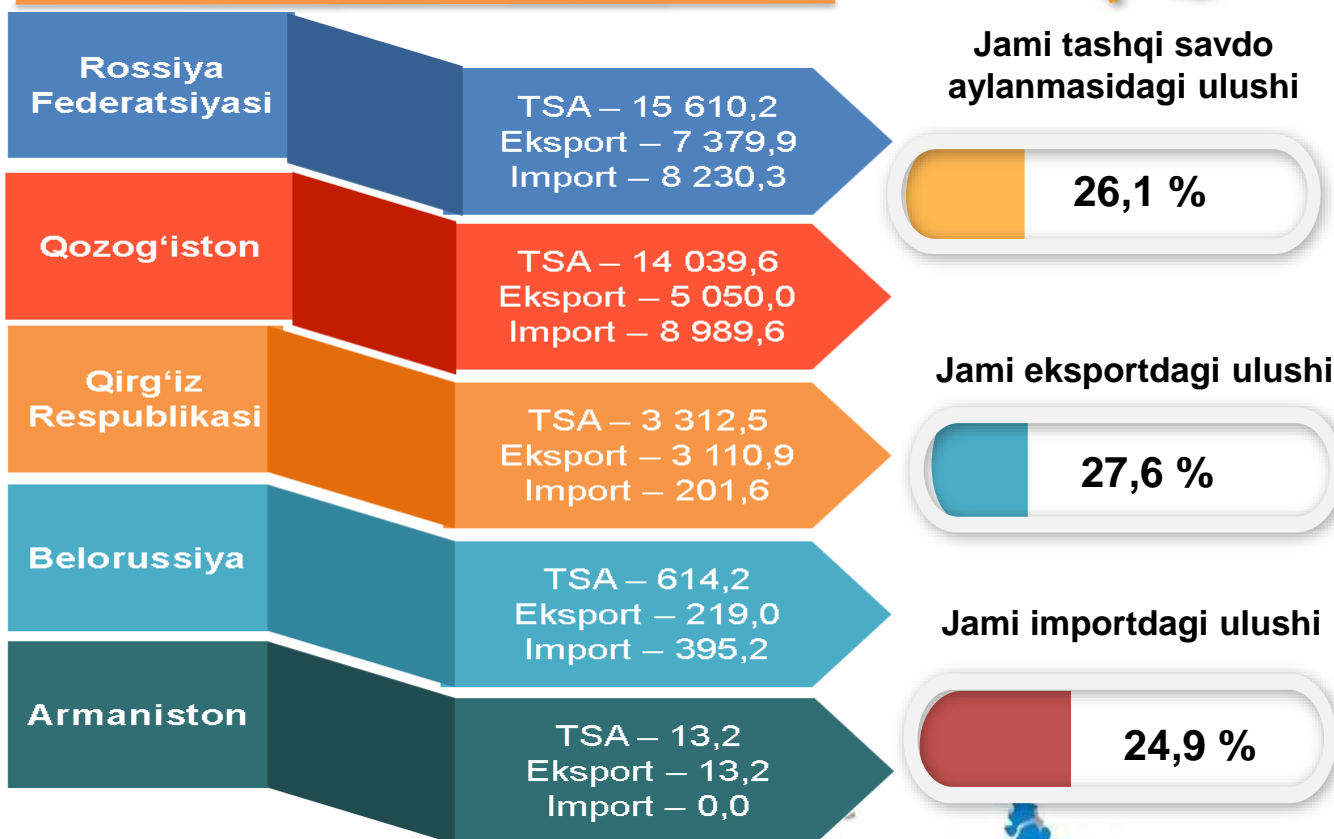 Rossiya
Federatsiyasi
TSA – 15 610,2
Eksport – 7 379,9
Import – 8 230,3
Qozog‘iston
TSA – 14 039,6
Eksport – 5 050,0
Import – 8 989,6
Qirg‘iz
Respublikasi
TSA – 3 312,5
Eksport – 3 110,9
Import – 201,6
Belorussiya
TSA – 614,2
Eksport – 219,0
Import – 395,2
Armaniston
TSA – 13,2
Eksport – 13,2
Import – 0,0
Jami tashqi savdo
aylanmasidagi ulushi
26,1 %
Jami eksportdagi ulushi
27,6 %
Jami importdagi ulushi
24,9 %